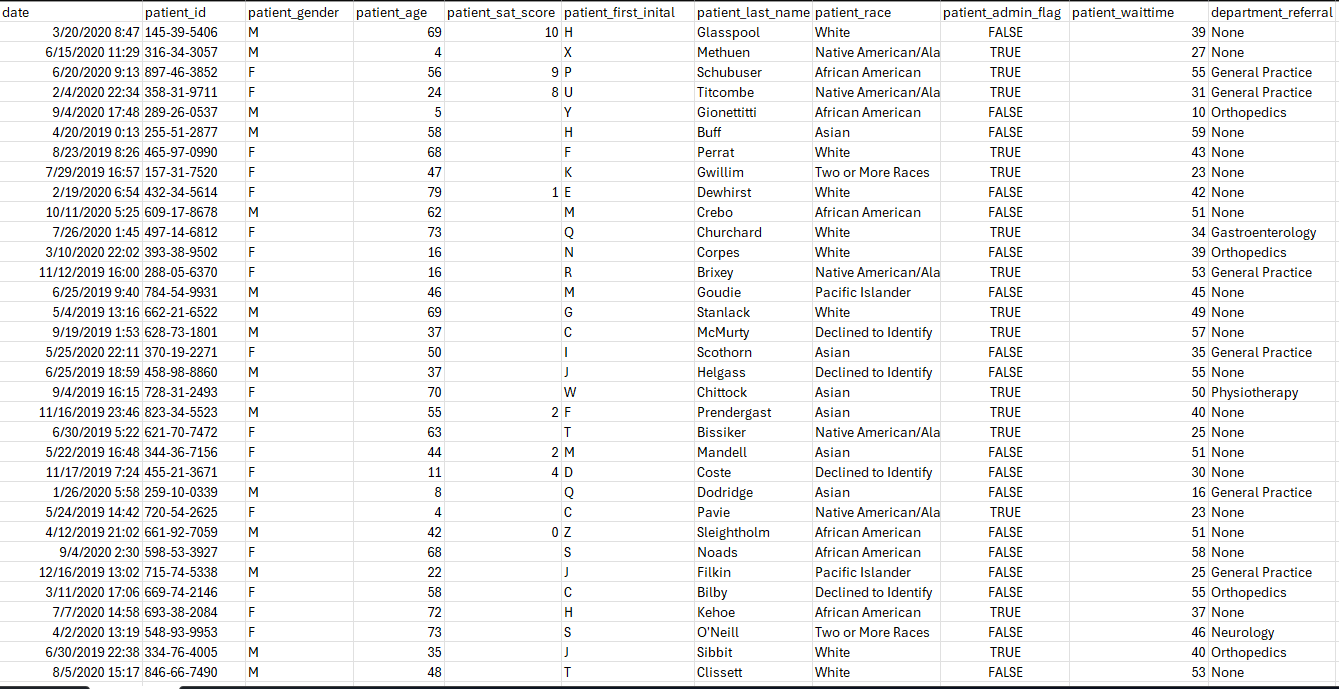 date patient_id patient_gender patient_age patient_sat_score patient_first_inital patient_last_name patient_race patient_admin_flag patient_waittime department_referral
3/20/2020 8:47 145-39-5406 M 69 10 H Glasspool White FALSE 39 None
6/15/2020 11:29 316-34-3057 M 4 X Methuen Native American/Ala TRUE 27 None
6/20/2020 9:13 897-46-3852 F 56 9 P Schubuser African American TRUE 55 General Practice
2/4/2020 22:34 358-31-9711 F 24 8 U Titcombe Native American/Ala TRUE 31 General Practice
9/4/2020 17:48 289-26-0537 M 5 Y Gionettitti African American FALSE 10 Orthopedics
4/20/2019 0:13 255-51-2877 M 58 H Buff Asian FALSE 59 None
8/23/2019 8:26 465-97-0990 F 68 F Perrat White TRUE 43 None
7/29/2019 16:57 157-31-7520 F 47 K Gwillim Two or More Races TRUE 23 None
2/19/2020 6:54 432-34-5614 F 79 1 E Dewhirst White FALSE 42 None
10/11/2020 5:25 609-17-8678 M 62 M Crebo African American FALSE 51 None
7/26/2020 1:45 497-14-6812 F 73 Q Churchard White TRUE 34 Gastroenterology
3/10/2020 22:02 393-38-9502 F 16 N Corpes White FALSE 39 Orthopedics
11/12/2019 16:00 288-05-6370 F 16 R Brixey Native American/Ala TRUE 53 General Practice
6/25/2019 9:40 784-54-9931 M 46 M Goudie Pacific Islander FALSE 45 None
5/4/2019 13:16 662-21-6522 M 69 G Stanlack White TRUE 49 None
9/19/2019 1:53 628-73-1801 M 37 C McMurty Declined to Identify TRUE 57 None
5/25/2020 22:11 370-19-2271 F 50 I Scothorn Asian FALSE 35 General Practice
6/25/2019 18:59 458-98-8860 M 37 J Helgass Declined to Identify FALSE 55 None
9/4/2019 16:15 728-31-2493 F 70 W Chittock Asian TRUE 50 Physiotherapy
11/16/2019 23:46 823-34-5523 M 55 2 F Prendergast Asian TRUE 40 None
6/30/2019 5:22 621-70-7472 F 63 T Bissiker Native American/Ala TRUE 25 None
5/22/2019 16:48 344-36-7156 F 44 2 M Mandell Asian FALSE 51 None
11/17/2019 7:24 455-21-3671 F 11 4 D Coste Declined to Identify FALSE 30 None
1/26/2020 5:58 259-10-0339 M 8 Q Dodridge Asian FALSE 16 General Practice
5/24/2019 14:42 720-54-2625 F 4 C Pavie Native American/Ala TRUE 23 None
4/12/2019 21:02 661-92-7059 M 42 0 Z Sleightholm African American FALSE 51 None
9/4/2020 2:30 598-53-3927 F 68 S Noads African American FALSE 58 None
12/16/2019 13:02 715-74-5338 M 22 J Filkin Pacific Islander FALSE 25 General Practice
3/11/2020 17:06 669-74-2146 F 58 C Bilby Declined to Identify FALSE 55 Orthopedics
7/7/2020 14:58 693-38-2084 F 72 H Kehoe African American TRUE 37 None
4/2/2020 13:19 548-93-9953 F 73 S O'Neill Two or More Races FALSE 46 Neurology
6/30/2019 22:38 334-76-4005 M 35 J Sibbit White TRUE 40 Orthopedics
8/5/2020 15:17 846-66-7490 M 48 T Clissett White FALSE 53 None